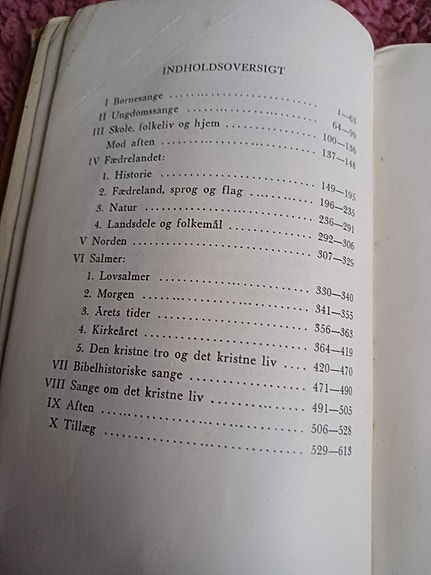 INDHOLDSOVERSIGT
I Børnesange 1—63
II Ungdomssange 64—99
III Skole, folkeliv og hjem 100—136
Mod aften 137—148
IV Fædrelandet:
1. Historie 149—195
2. Fædreland, sprog og flag 196—235
3. Natur 236—291
4. Landsdele og folkemål 292—306
V Norden 307—329
VI Salmer:
1. Lovsalmer 330—340
2. Morgen 341—355
3. Årets tider 356—363
4. Kirkeåret 364—419
5. Den kristne tro og det kristne liv 420—470
VII Bibelhistoriske sange 471—490
VIII Sange om det kristne liv 491—505
IX Aften 506—528
X Tillæg 529—613